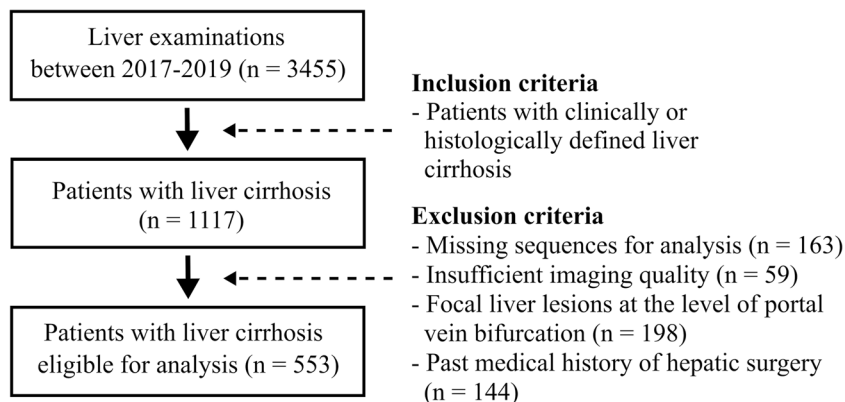 Liver examinations
between 2017-2019 (n = 3455)
Inclusion criteria
- Patients with clinically or
histologically defined liver
cirrhosis
Patients with liver cirrhosis
(n = 1117)
Exclusion criteria
- Missing sequences for analysis (n = 163)
- Insufficient imaging quality (n = 59)
- Focal liver lesions at the level of portal
vein bifurcation (n = 198)
- Past medical history of hepatic surgery
(n = 144)
Patients with liver cirrhosis
eligible for analysis (n = 553)